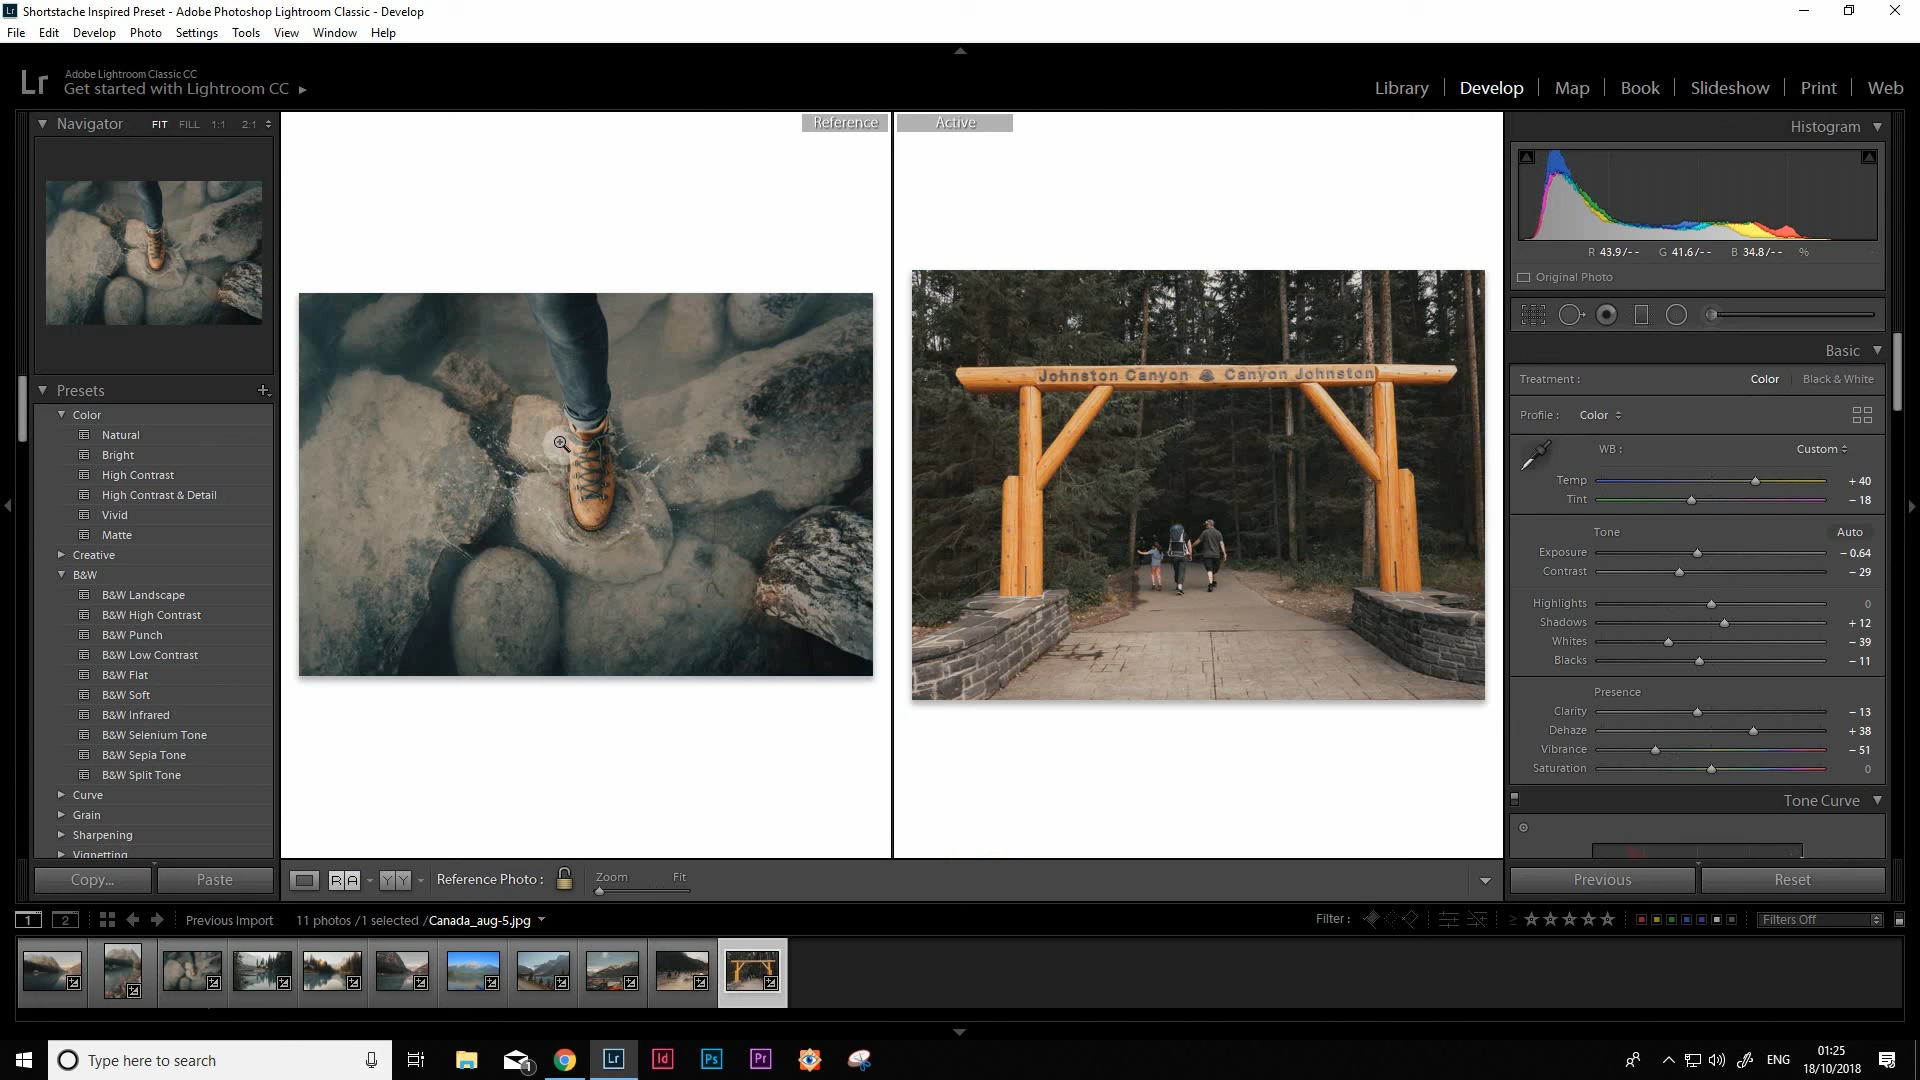 Lr Shortstache Inspired Preset - Adobe Photoshop Lightroom Classic - Develop
File Edit Develop Photo Settings Tools View Window Help
Lr Adobe Lightroom Classic CC
Get started with Lightroom CC
Library Develop Map Book Slideshow Print Web
Navigator FIT FILL 1:1 2:1
Reference
Active
Johnston Canyon Canyon Johnston
Presets
Color
Natural
Bright
High Contrast
High Contrast & Detail
Vivid
Matte
Creative
B&W
B&W Landscape
B&W High Contrast
B&W Punch
B&W Low Contrast
B&W Flat
B&W Soft
B&W Infrared
B&W Selenium Tone
B&W Sepia Tone
B&W Split Tone
Curve
Grain
Sharpening
Vignetting
Copy... Paste
Histogram
R 43.9/-- G 41.6/-- B 34.8/-- %
Original Photo
Basic
Treatment : Color Black & White
Profile : Color
WB : Custom
Temp + 40
Tint – 18
Tone Auto
Exposure – 0.64
Contrast – 29
Highlights 0
Shadows + 12
Whites – 39
Blacks – 11
Presence
Clarity – 13
Dehaze + 38
Vibrance – 51
Saturation 0
Tone Curve
Previous Reset
R A Y Y Reference Photo : Zoom Fit
1 2 Previous Import 11 photos /1 selected /Canada_aug-5.jpg Filter : ≥ Filters Off
Type here to search 1 Lr Id Ps Pr ENG 01:25
18/10/2018